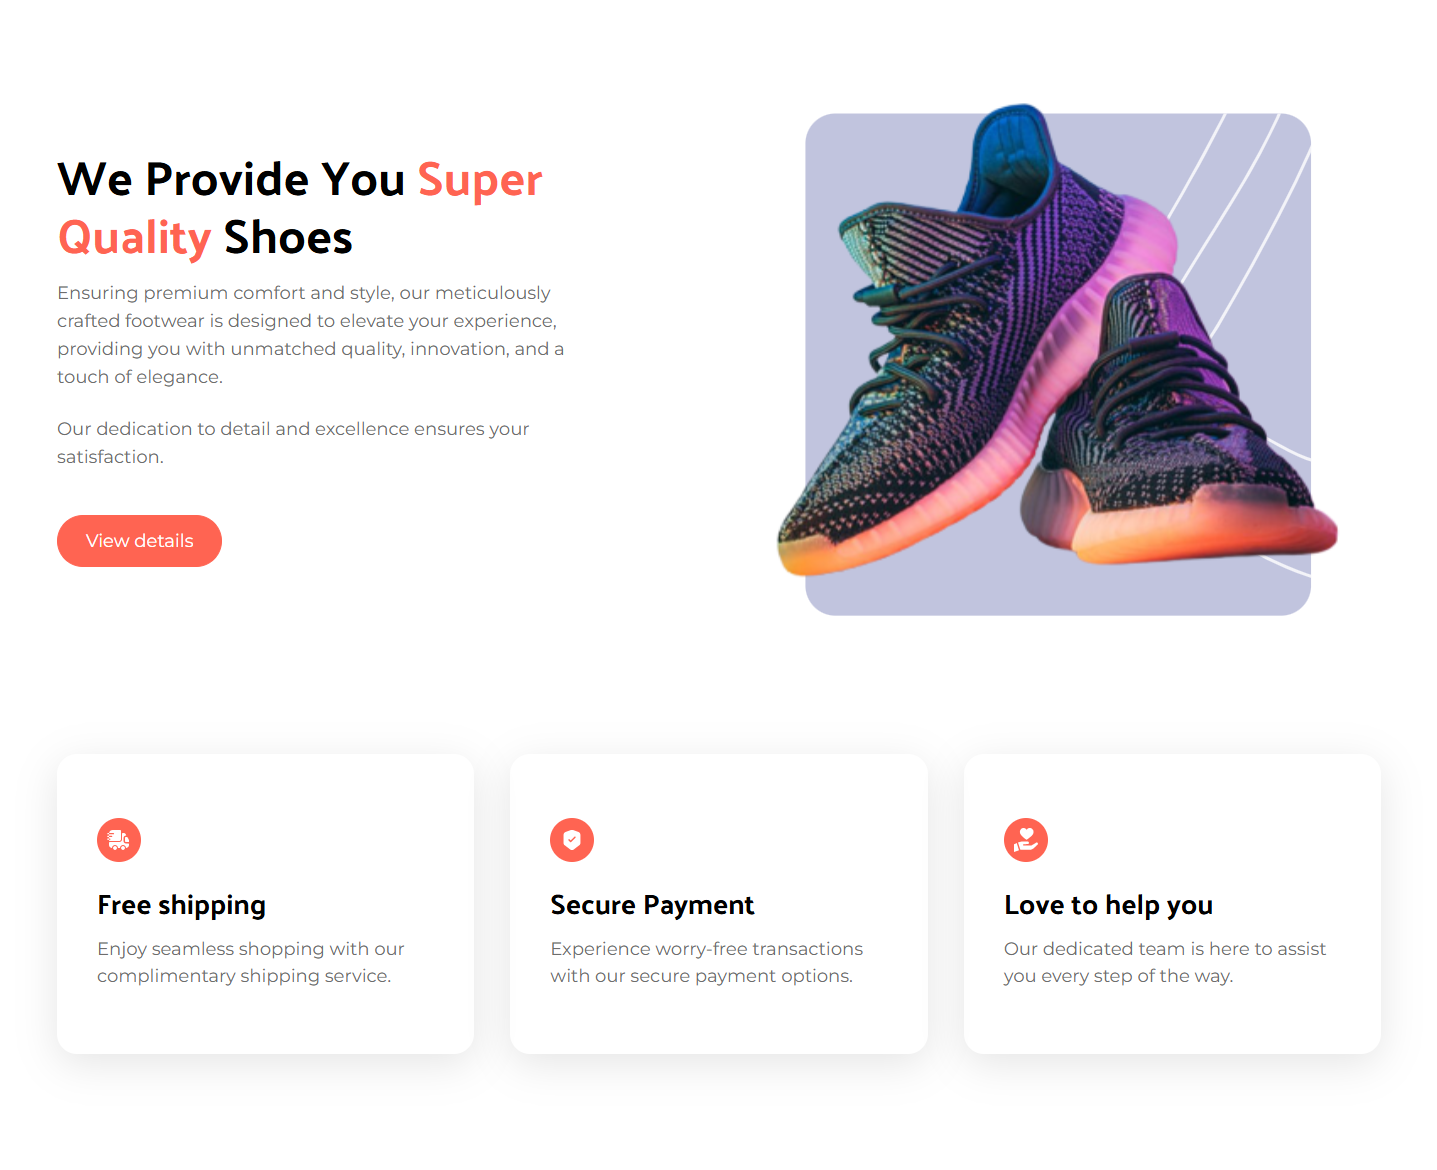 We Provide You Super
Quality Shoes
Ensuring premium comfort and style, our meticulously
crafted footwear is designed to elevate your experience,
providing you with unmatched quality, innovation, and a
touch of elegance.
Our dedication to detail and excellence ensures your
satisfaction.
View details
Free shipping
Enjoy seamless shopping with our
complimentary shipping service.
Secure Payment
Experience worry-free transactions
with our secure payment options.
Love to help you
Our dedicated team is here to assist
you every step of the way.